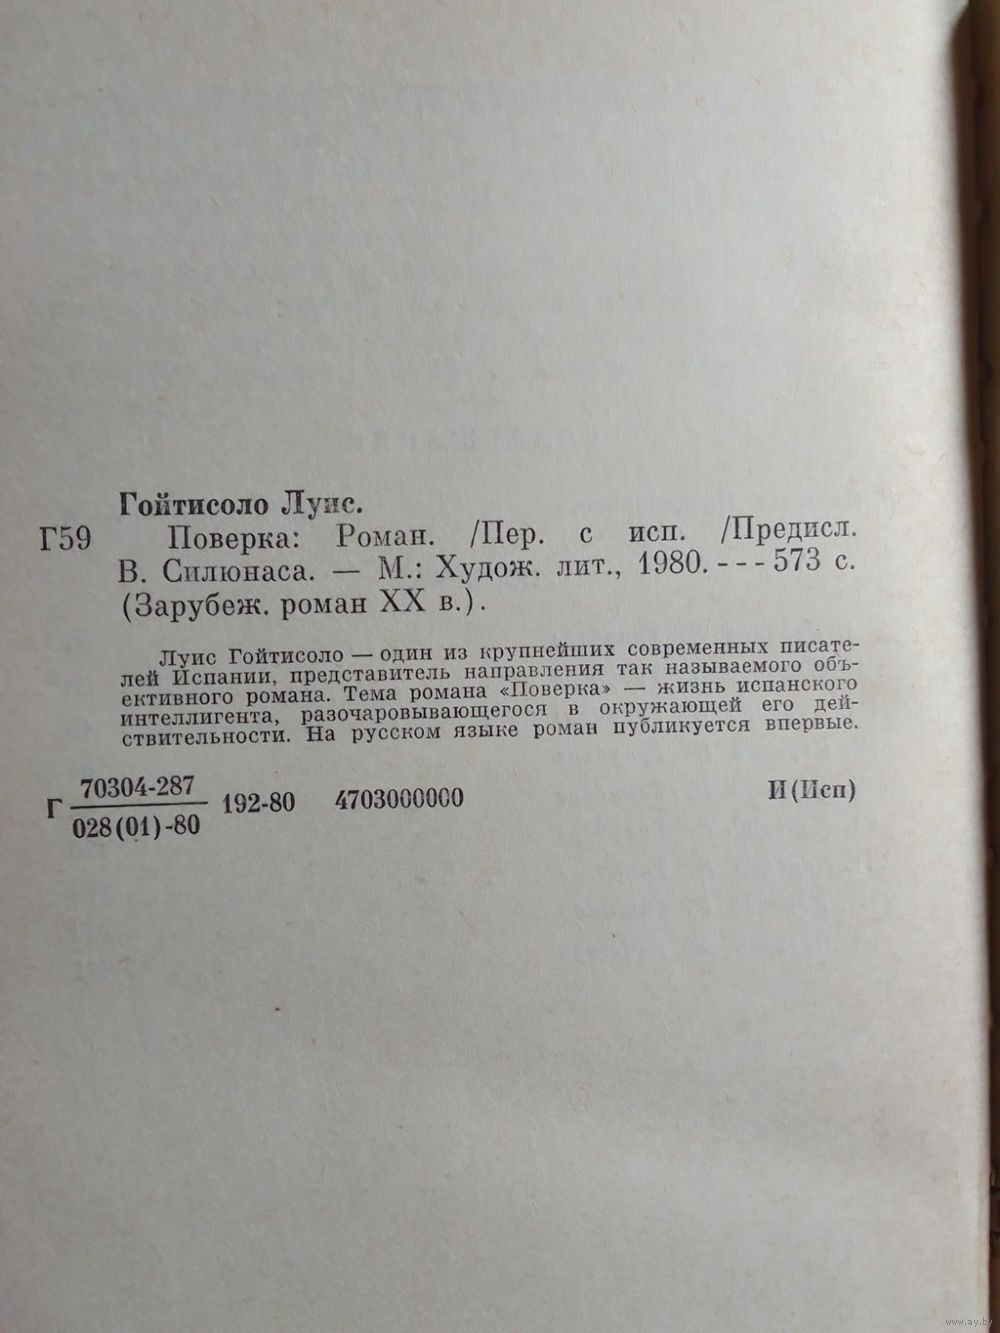 Гойтисоло Луис.
Г59 Поверка: Роман. /Пер. с исп. /Предисл.
В. Силюнаса. — М.: Худож. лит., 1980. --- 573 с.
(Зарубеж. роман XX в.).
Луис Гойтисоло — один из крупнейших современных писате-
лей Испании, представитель направления так называемого объ-
ективного романа. Тема романа «Поверка» — жизнь испанского
интеллигента, разочаровывающегося в окружающей его дей-
ствительности. На русском языке роман публикуется впервые.
70304-287
Г 192-80 4703000000 И(Исп)
028(01)-80
www.ay.by